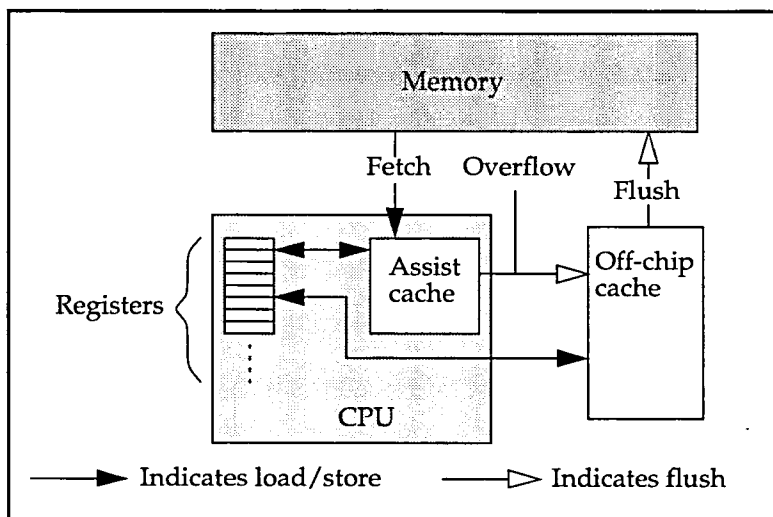 Memory
Fetch
Overflow
Flush
Registers
Assist
cache
Off-chip
cache
CPU
Indicates load/store
Indicates flush